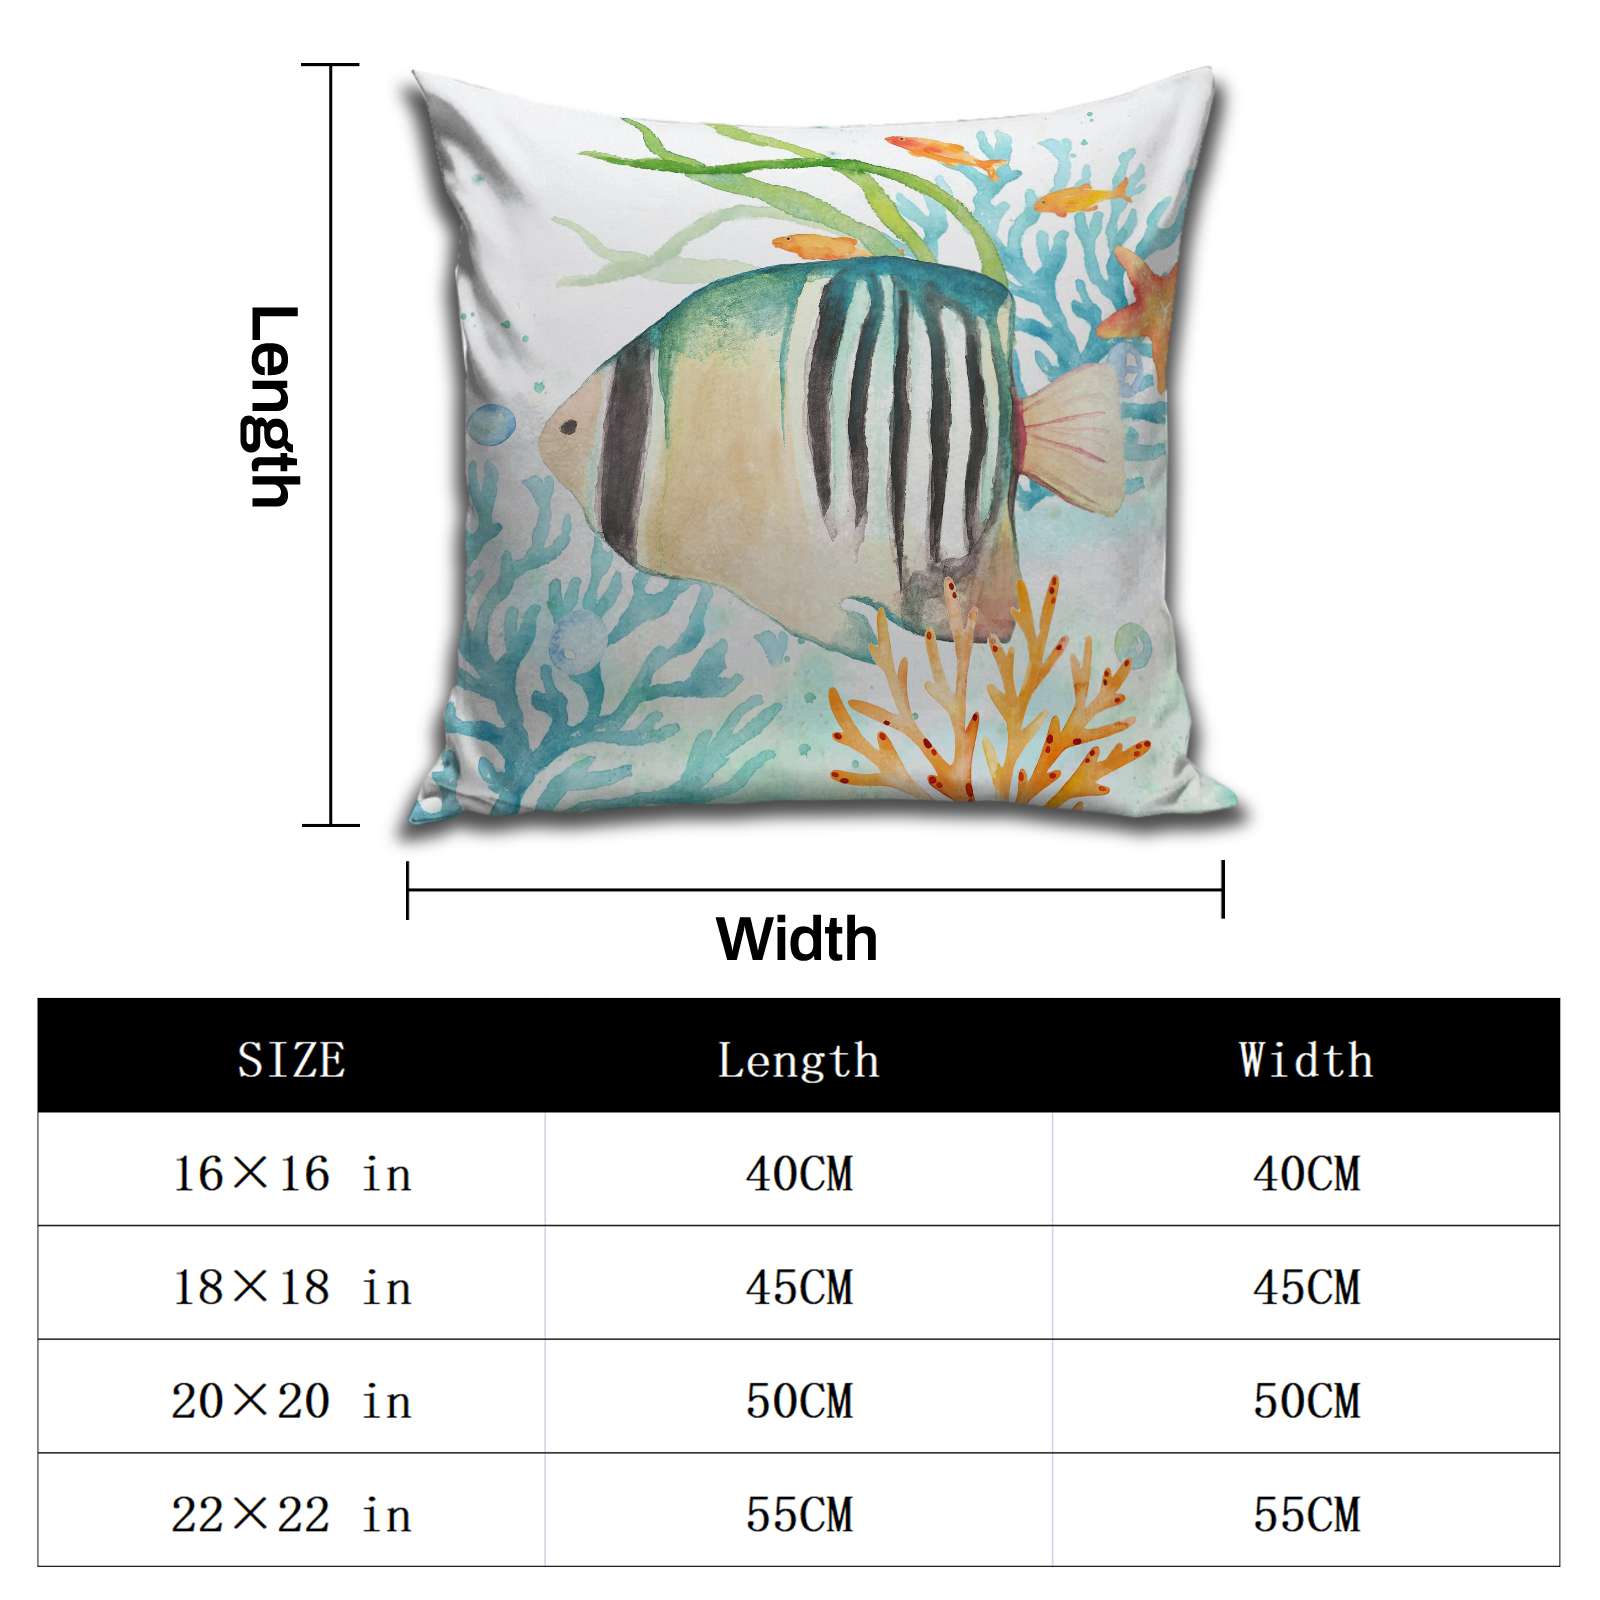 Length
Width
SIZE Length Width
16×16 in 40CM 40CM
18×18 in 45CM 45CM
20×20 in 50CM 50CM
22×22 in 55CM 55CM